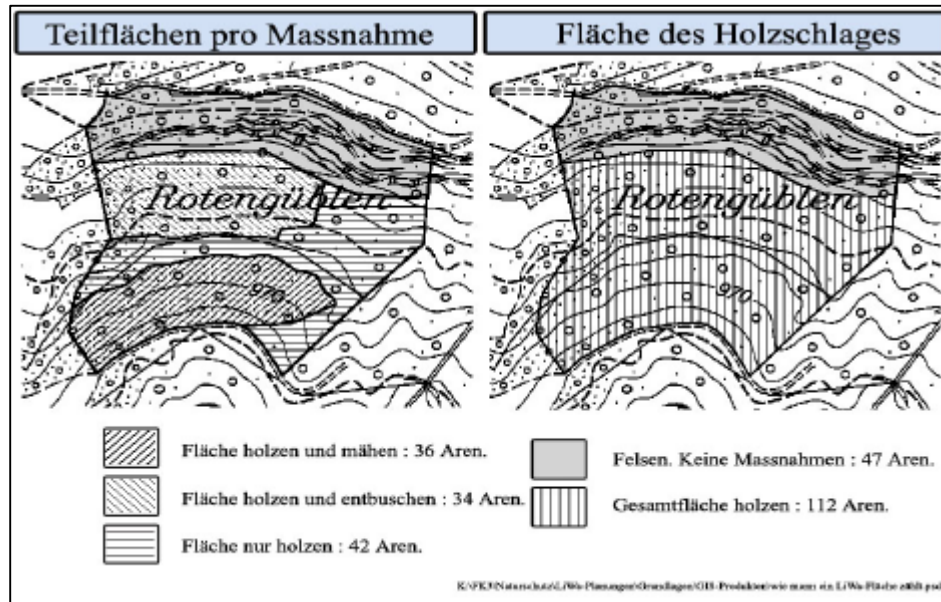 Teilflächen pro Massnahme
Fläche des Holzschlages
Rotengüblen
970
Rotengüblen
970
Fläche holzen und mähen : 36 Aren.
Fläche holzen und entbuschen : 34 Aren.
Fläche nur holzen : 42 Aren.
Felsen. Keine Massnahmen : 47 Aren.
Gesamtfläche holzen : 112 Aren.